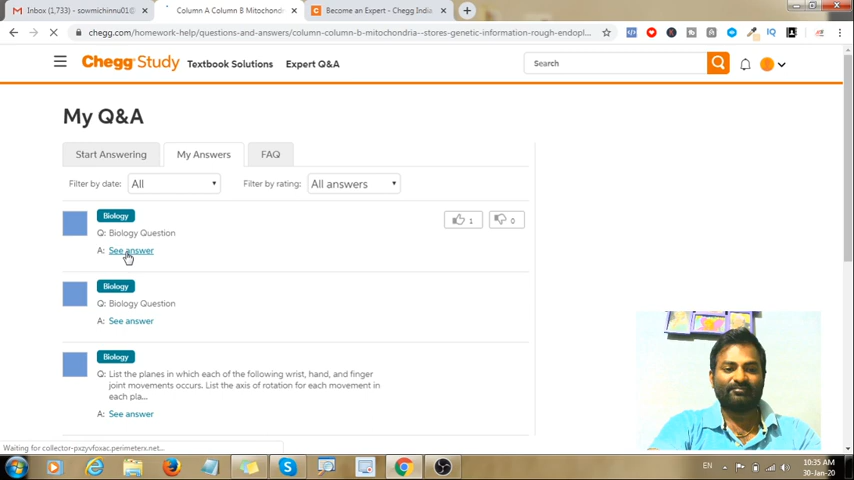 Inbox (1,733) - sowmichinnu01@
Column A Column B Mitochond
Become an Expert - Chegg India
chegg.com/homework-help/questions-and-answers/column-column-b-mitochondria--stores-genetic-information-rough-endopl...
Chegg Study Textbook Solutions Expert Q&A
Search
My Q&A
Start Answering My Answers FAQ
Filter by date: All Filter by rating: All answers
Biology
1 0
Q: Biology Question
A: See answer
Biology
Q: Biology Question
A: See answer
Biology
Q: List the planes in which each of the following wrist, hand, and finger
joint movements occurs. List the axis of rotation for each movement in
each pla...
A: See answer
Waiting for collector-pxzyvfoxac.perimeterx.net...
EN 10:35 AM
30-Jan-20